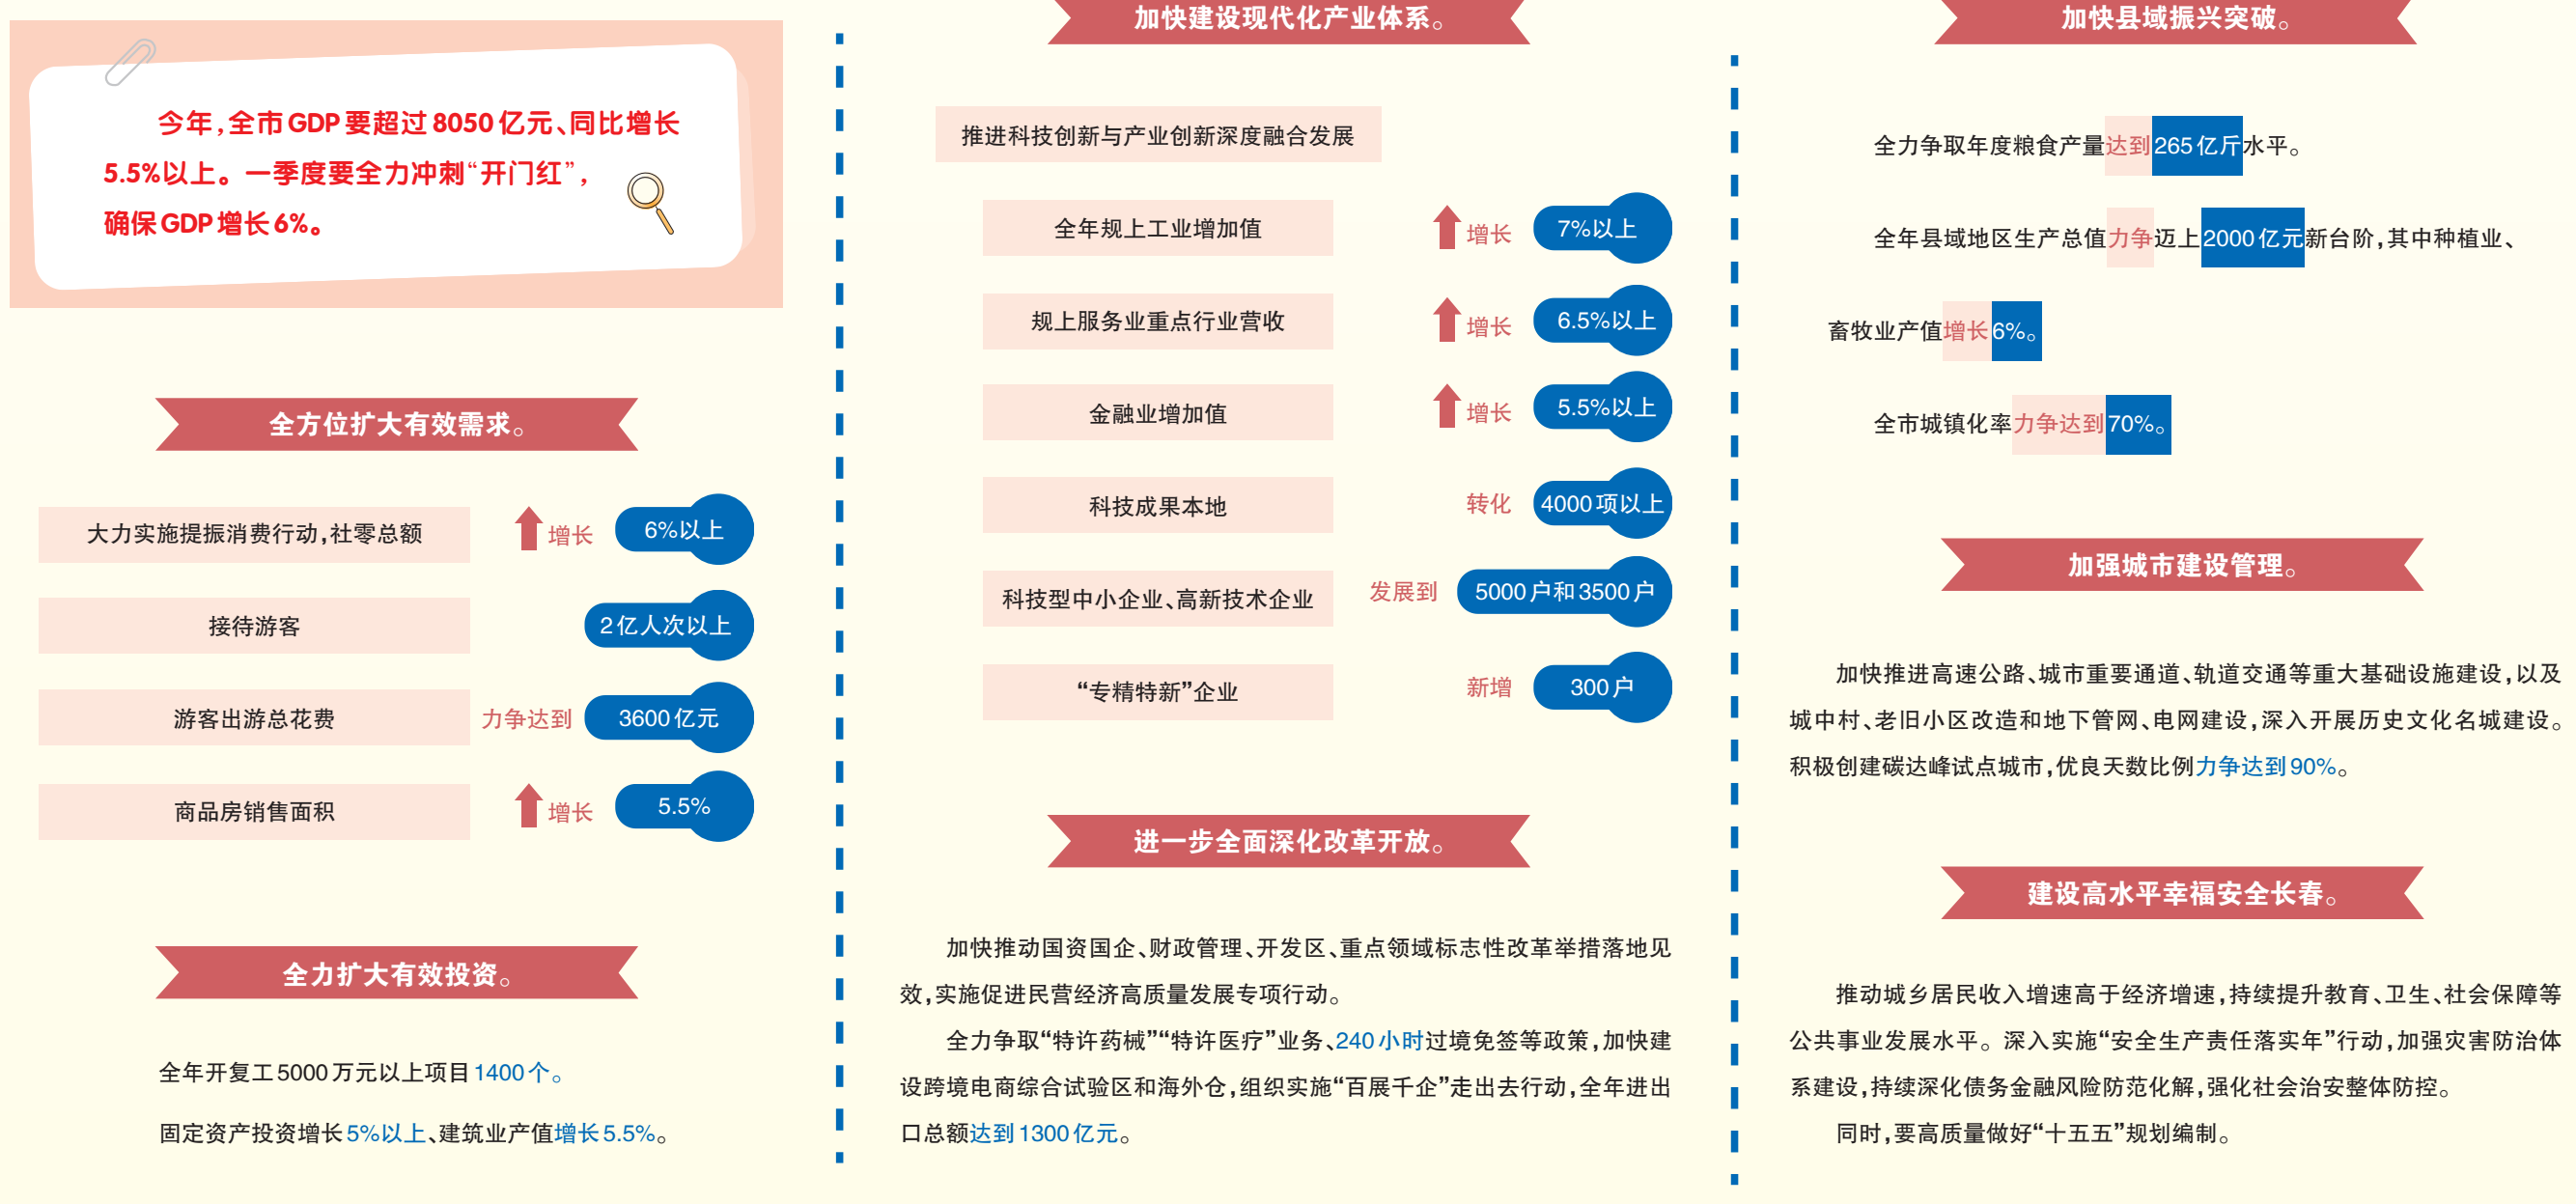 今年,全市GDP要超过8050亿元、同比增长
5.5%以上。一季度要全力冲刺“开门红”,
确保GDP增长6%。
全方位扩大有效需求。
大力实施提振消费行动,社零总额 增长 6%以上
接待游客 2亿人次以上
游客出游总花费 力争达到 3600亿元
商品房销售面积 增长 5.5%
全力扩大有效投资。
全年开复工5000万元以上项目1400个。
固定资产投资增长5%以上、建筑业产值增长5.5%。
加快建设现代化产业体系。
推进科技创新与产业创新深度融合发展
全年规上工业增加值 增长 7%以上
规上服务业重点行业营收 增长 6.5%以上
金融业增加值 增长 5.5%以上
科技成果本地 转化 4000项以上
科技型中小企业、高新技术企业 发展到 5000户和3500户
“专精特新”企业 新增 300户
进一步全面深化改革开放。
加快推动国资国企、财政管理、开发区、重点领域标志性改革举措落地见
效,实施促进民营经济高质量发展专项行动。
全力争取“特许药械”“特许医疗”业务、240小时过境免签等政策,加快建
设跨境电商综合试验区和海外仓,组织实施“百展千企”走出去行动,全年进出
口总额达到1300亿元。
加快县域振兴突破。
全力争取年度粮食产量达到265亿斤水平。
全年县域地区生产总值力争迈上2000亿元新台阶,其中种植业、
畜牧业产值增长6%。
全市城镇化率力争达到70%。
加强城市建设管理。
加快推进高速公路、城市重要通道、轨道交通等重大基础设施建设,以及
城中村、老旧小区改造和地下管网、电网建设,深入开展历史文化名城建设。
积极创建碳达峰试点城市,优良天数比例力争达到90%。
建设高水平幸福安全长春。
推动城乡居民收入增速高于经济增速,持续提升教育、卫生、社会保障等
公共事业发展水平。深入实施“安全生产责任落实年”行动,加强灾害防治体
系建设,持续深化债务金融风险防范化解,强化社会治安整体防控。
同时,要高质量做好“十五五”规划编制。